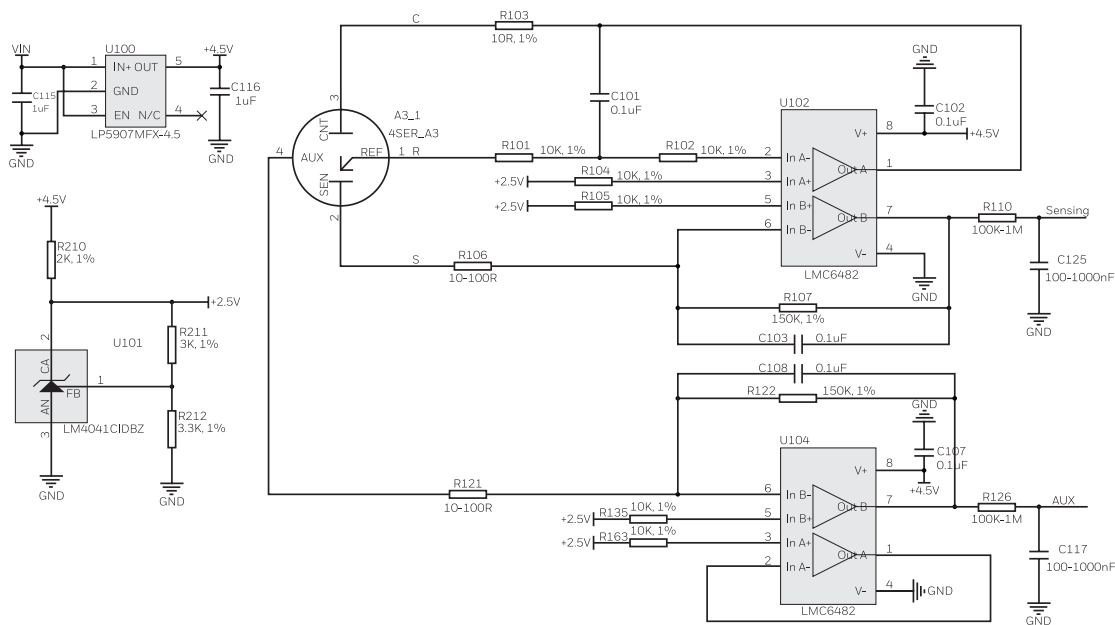 VIN
U100
+4.5V
1
IN+ OUT
5
2
GND
3
EN N/C
4
C115
1uF
C116
1uF
LP5907MFX-4.5
GND
GND
+4.5V
R210
2K, 1%
+2.5V
2
U101
R211
3K, 1%
CA
FB
1
AN
R212
3.3K, 1%
LM4041CIDBZ
3
GND
GND
C
R103
10R, 1%
3
A3_1
4SER_A3
CNT
4
AUX
REF
1
R
SEN
2
R101
10K, 1%
C101
0.1uF
R102
10K, 1%
+2.5V
R104
10K, 1%
+2.5V
R105
10K, 1%
S
R106
10-100R
U102
GND
C102
0.1uF
V+
8
+4.5V
2
In A-
Out A
1
3
In A+
5
In B+
Out B
7
6
In B-
V-
4
LMC6482
GND
R110
100K-1M
Sensing
C125
100-1000nF
GND
R107
150K, 1%
C103
0.1uF
C108
0.1uF
R122
150K, 1%
GND
U104
C107
0.1uF
V+
8
+4.5V
R121
10-100R
6
In B-
Out B
7
+2.5V
R135
10K, 1%
5
In B+
+2.5V
R163
10K, 1%
3
In A+
Out A
1
2
In A-
V-
4
GND
LMC6482
R126
100K-1M
AUX
C117
100-1000nF
GND